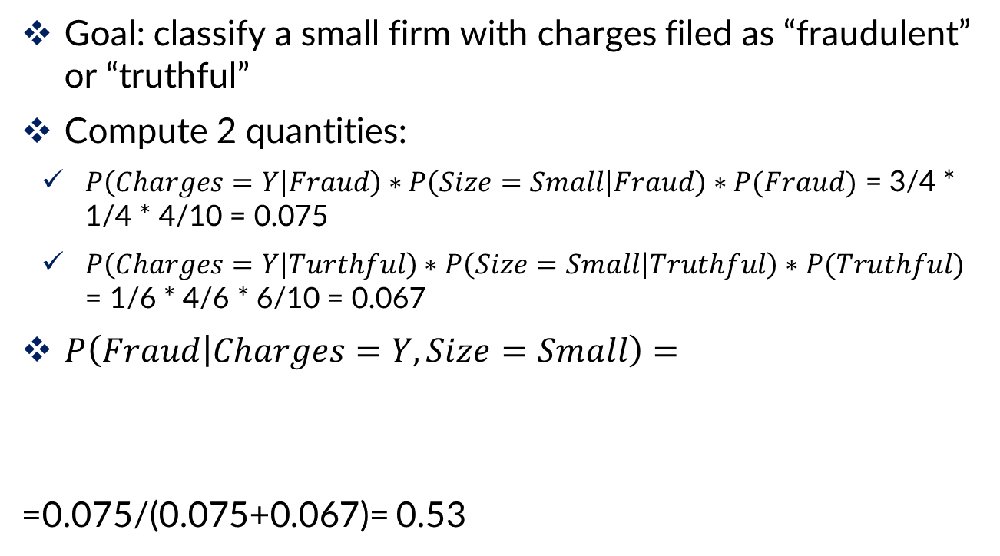 ❖ Goal: classify a small firm with charges filed as “fraudulent”
or “truthful”
❖ Compute 2 quantities:
✓ P(Charges = Y|Fraud) ∗ P(Size = Small|Fraud) ∗ P(Fraud) = 3/4 *
1/4 * 4/10 = 0.075
✓ P(Charges = Y|Turthful) ∗ P(Size = Small|Truthful) ∗ P(Truthful)
= 1/6 * 4/6 * 6/10 = 0.067
❖ P(Fraud|Charges = Y, Size = Small) =
=0.075/(0.075+0.067)= 0.53